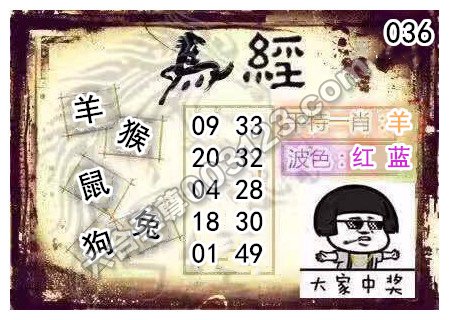 036
馬經
羊
猴
鼠
兔
狗
09 33
20 32
04 28
18 30
01 49
特一肖:羊
波色:红 蓝
大家中奖